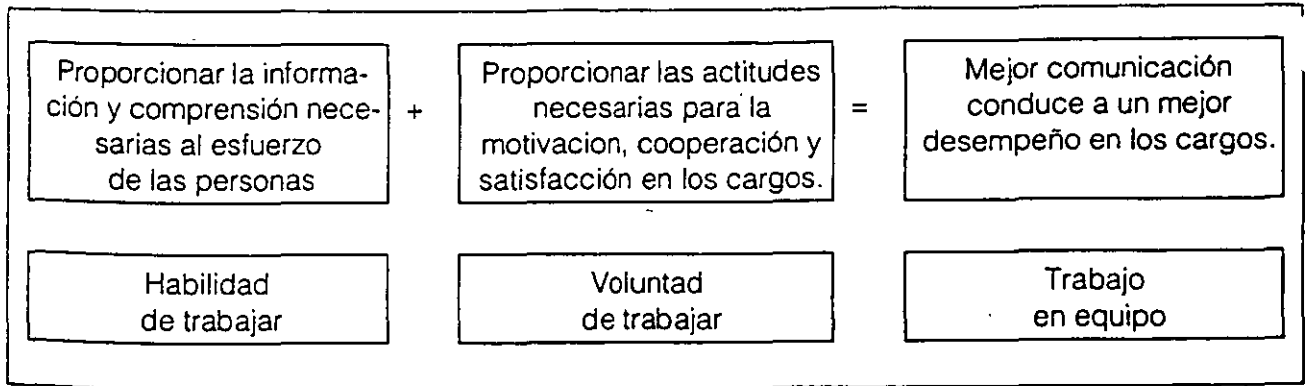 Proporcionar la informa-
ción y comprensión nece-
sarias al esfuerzo
de las personas
+
Proporcionar las actitudes
necesarias para la
motivacion, cooperación y
satisfacción en los cargos.
=
Mejor comunicación
conduce a un mejor
desempeño en los cargos.
Habilidad
de trabajar
Voluntad
de trabajar
Trabajo
en equipo